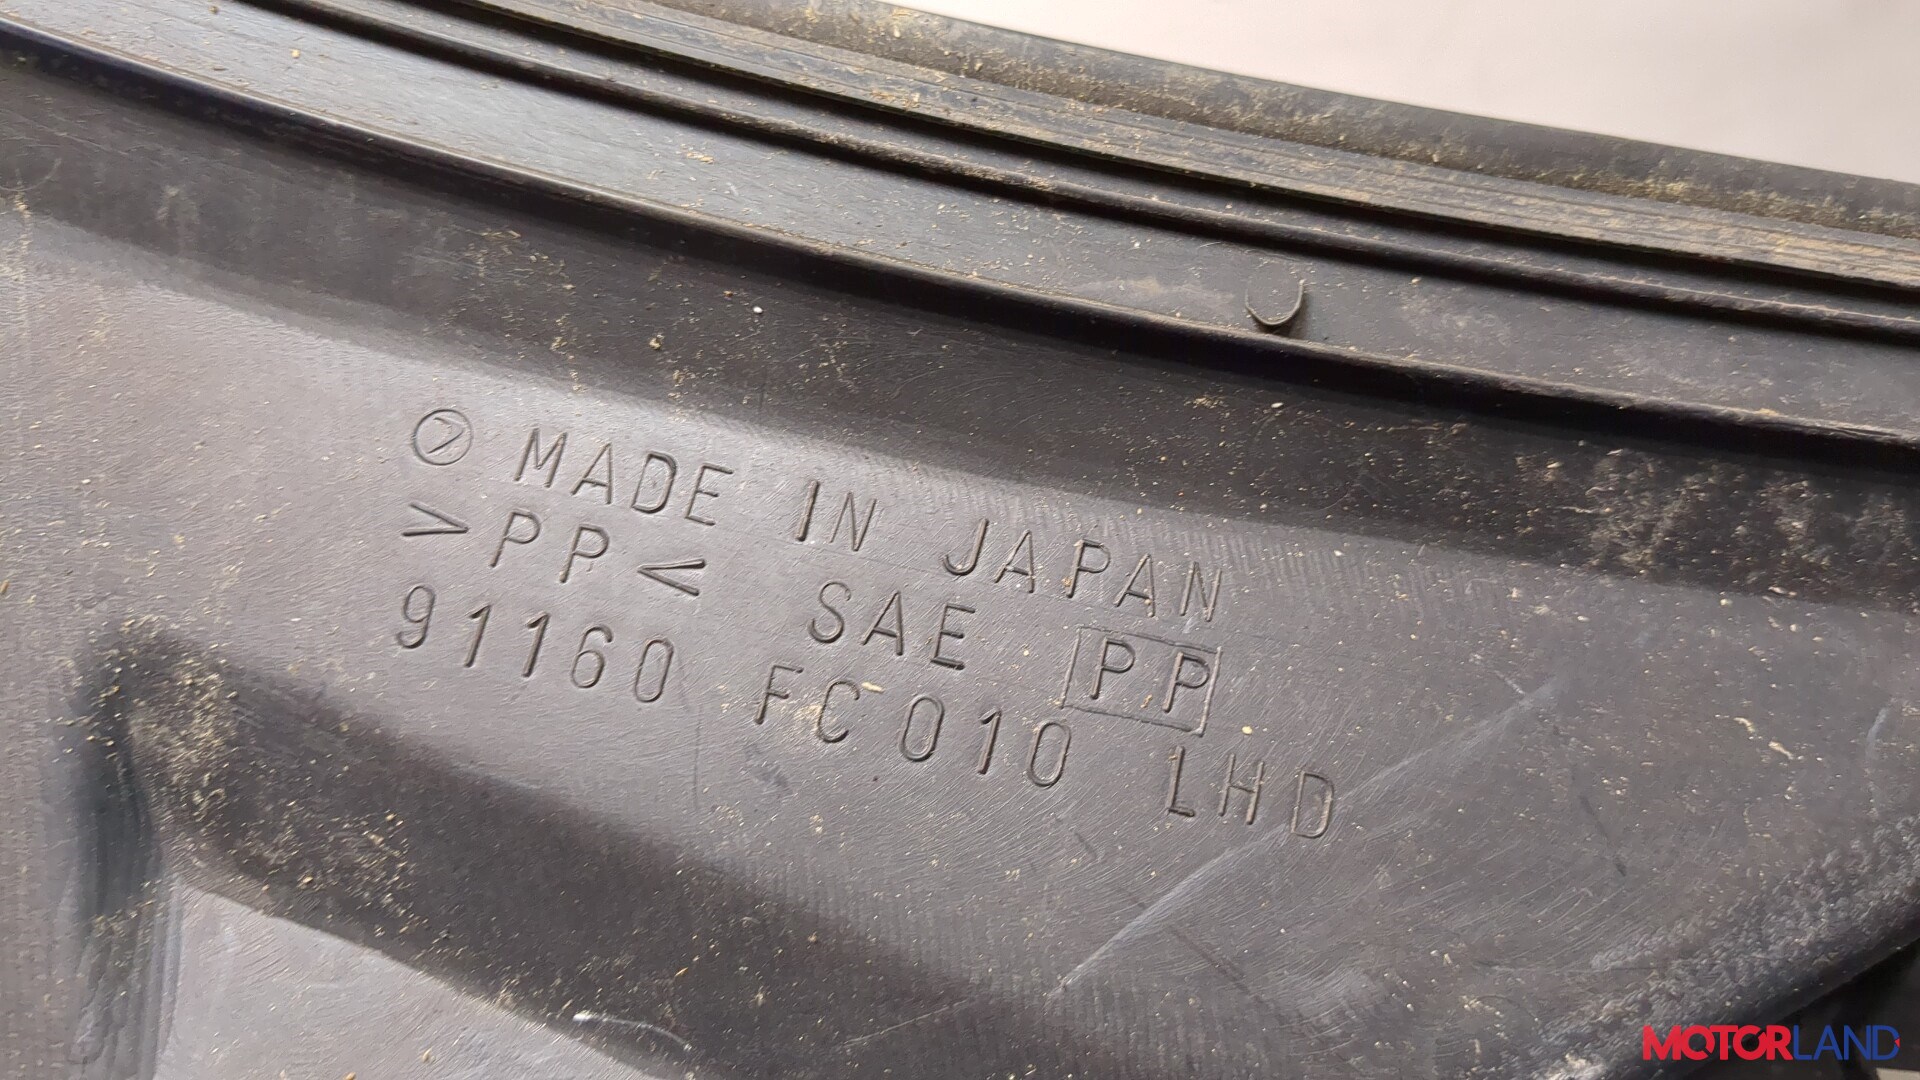 MADE IN JAPAN
>PP< SAE PP
91160 FC010 LHD
MOTORLAND